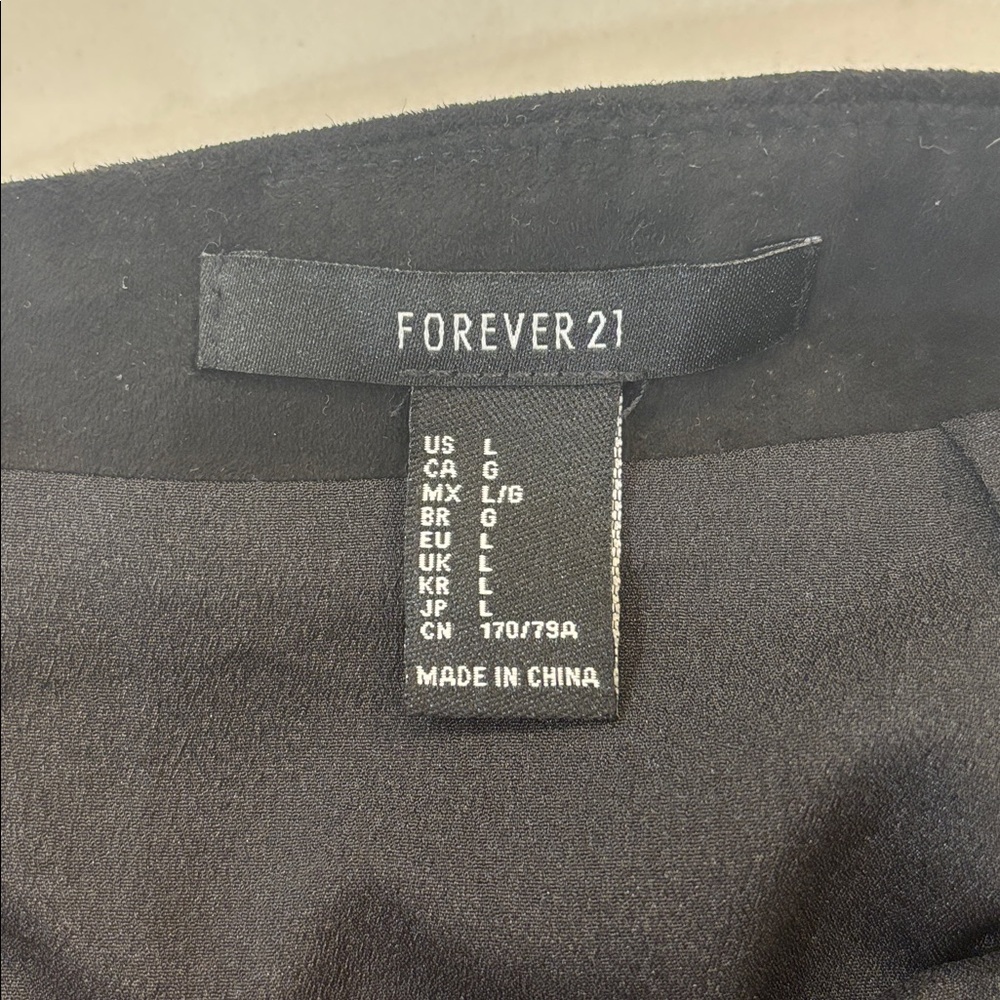 FOREVER 21
US L
CA G
MX L/G
BR G
EU L
UK L
KR L
JP L
CN 170/79A
MADE IN CHINA